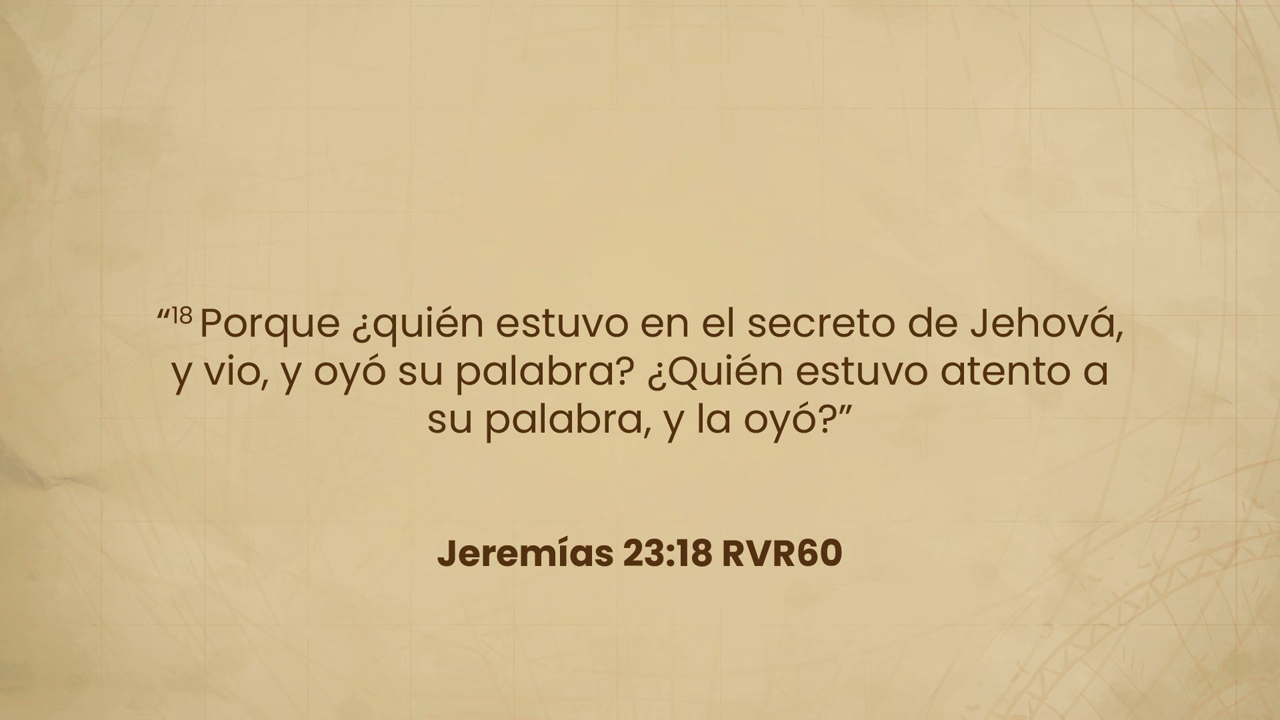 “¹⁸ Porque ¿quién estuvo en el secreto de Jehová,
y vio, y oyó su palabra? ¿Quién estuvo atento a
su palabra, y la oyó?”
Jeremías 23:18 RVR60